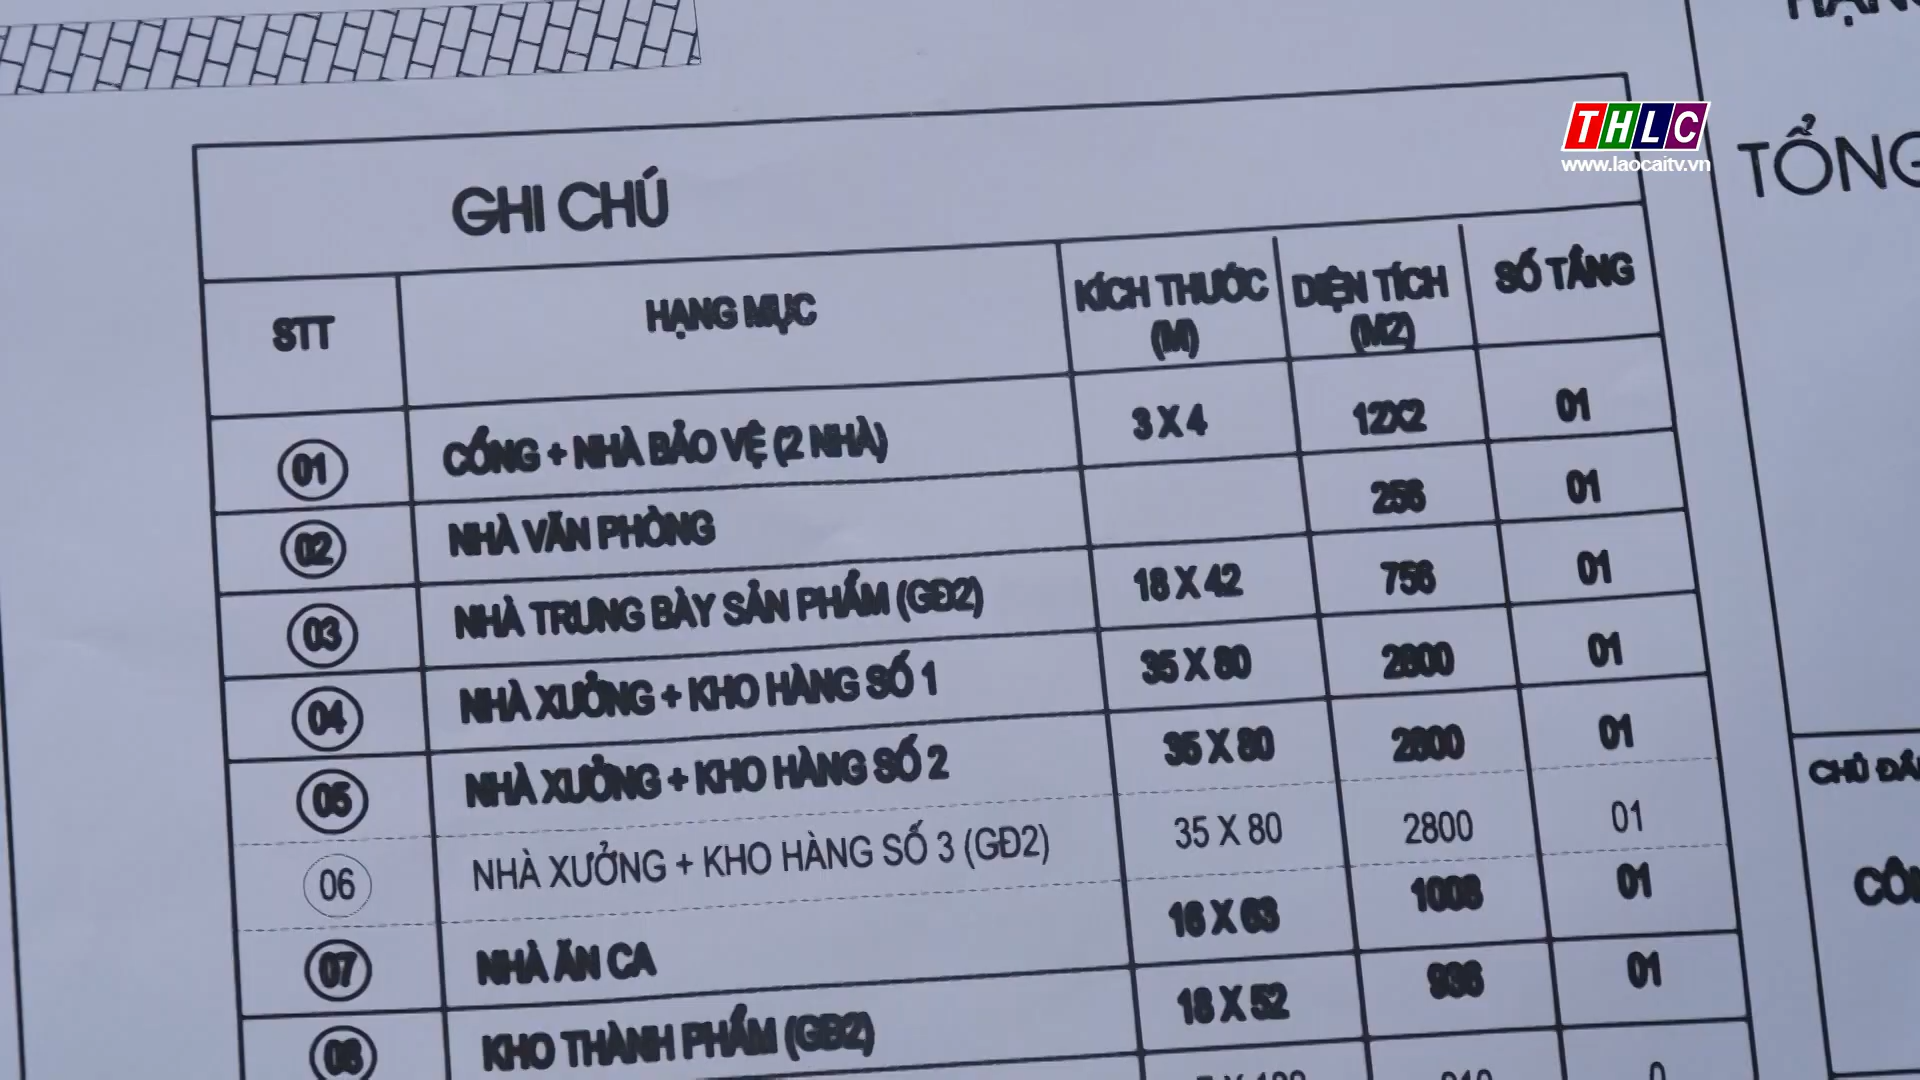 HẠNG
THLC
www.laocaitv.vn
TỔNG
GHI CHÚ
STT HẠNG MỤC KÍCH THƯỚC (M) DIỆN TÍCH (M2) SỐ TẦNG
01 CỔNG + NHÀ BẢO VỆ (2 NHÀ) 3 X 4 12X2 01
02 NHÀ VĂN PHÒNG 256 01
03 NHÀ TRUNG BÀY SẢN PHẨM (GĐ2) 18 X 42 756 01
04 NHÀ XƯỞNG + KHO HÀNG SỐ 1 35 X 80 2800 01
05 NHÀ XƯỞNG + KHO HÀNG SỐ 2 35 X 80 2800 01
06 NHÀ XƯỞNG + KHO HÀNG SỐ 3 (GĐ2) 35 X 80 2800 01
07 NHÀ ĂN CA 16 X 63 1008 01
08 KHO THÀNH PHẨM (GĐ2) 18 X 52 936 01
CHỦ ĐẦU
CÔN